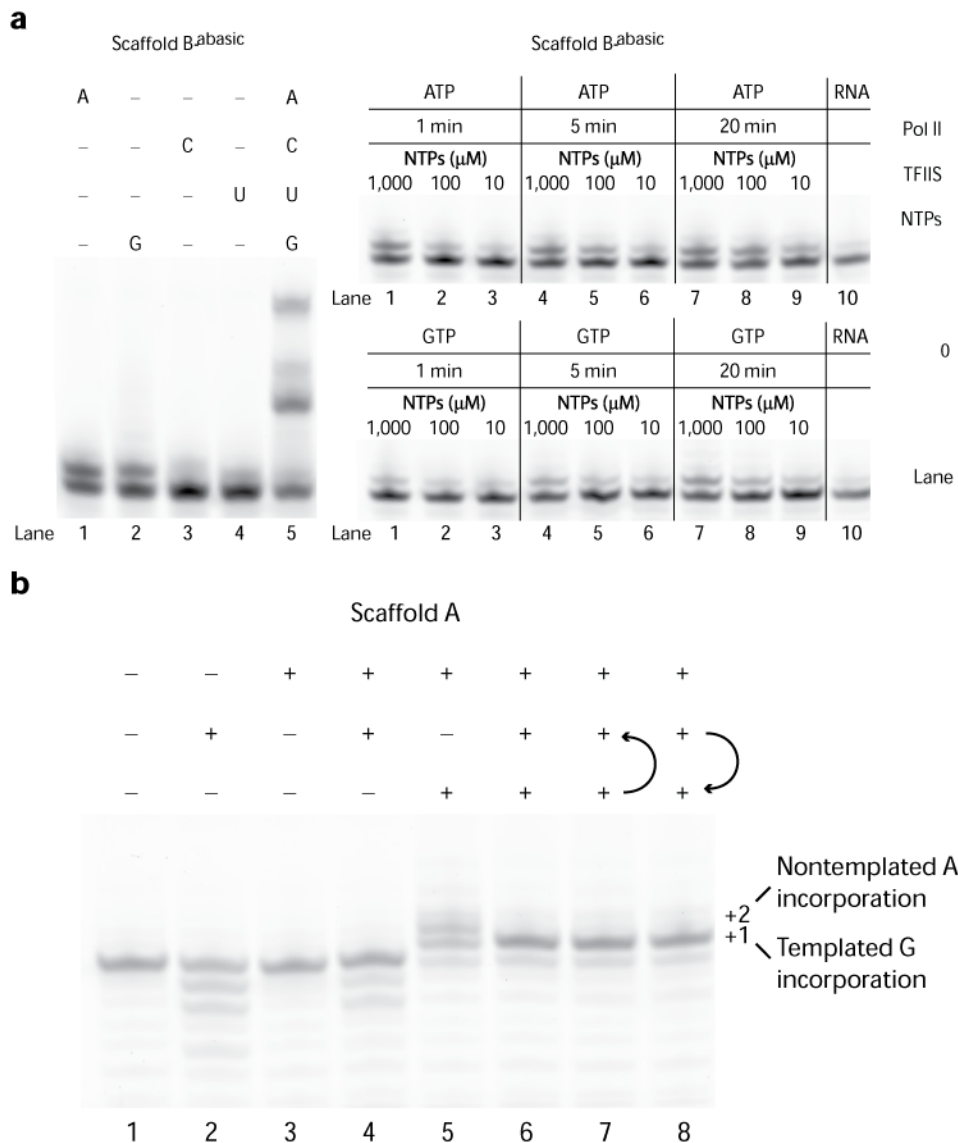 a
Scaffold B-abasic
A – – – A
– – C – C
– – – U U
– G – – G
Lane 1 2 3 4 5
Scaffold B-abasic
ATP ATP ATP RNA
1 min 5 min 20 min
NTPs (μM) NTPs (μM) NTPs (μM)
1,000 100 10 1,000 100 10 1,000 100 10
Lane 1 2 3 4 5 6 7 8 9 10
GTP GTP GTP RNA
1 min 5 min 20 min
NTPs (μM) NTPs (μM) NTPs (μM)
1,000 100 10 1,000 100 10 1,000 100 10
Lane 1 2 3 4 5 6 7 8 9 10
Pol II
TFIIS
NTPs
0
Lane
b
Scaffold A
– – + + + + + +
– + – + – + + +
– – – – + + + +
+2
+1
Nontemplated A
incorporation
Templated G
incorporation
1 2 3 4 5 6 7 8